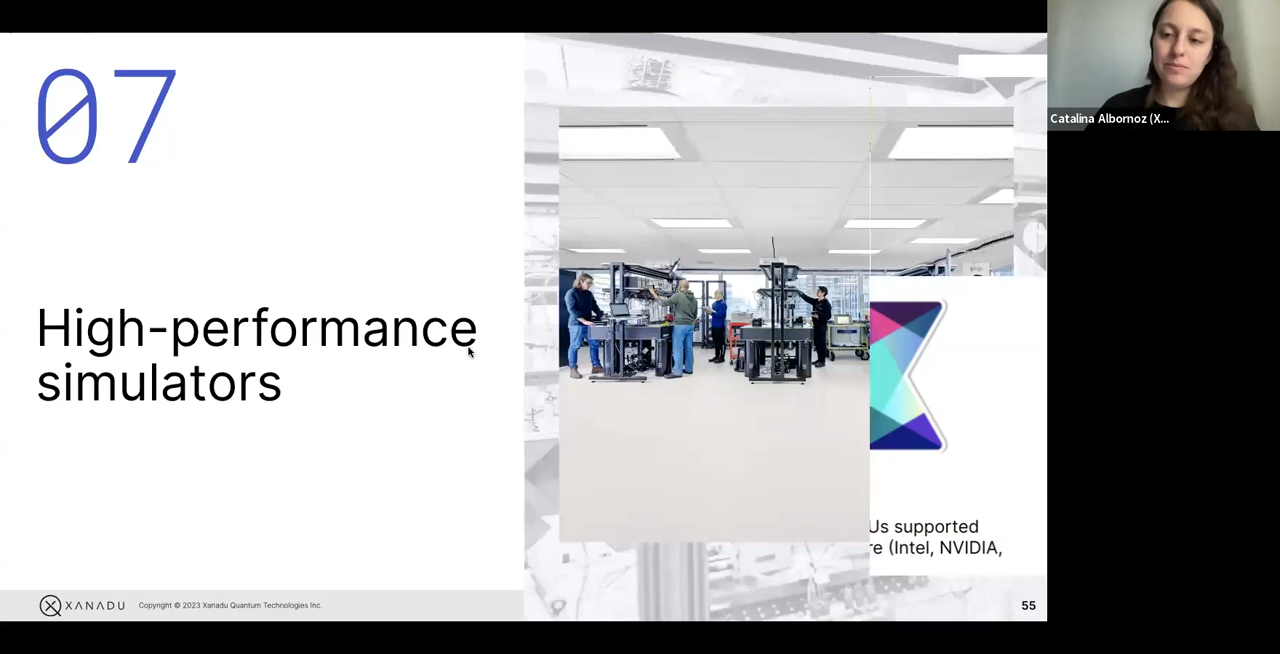 07
High-performance
simulators
Us supported
re (Intel, NVIDIA,
XANADU
Copyright © 2023 Xanadu Quantum Technologies Inc.
55
Catalina Albornoz (X...